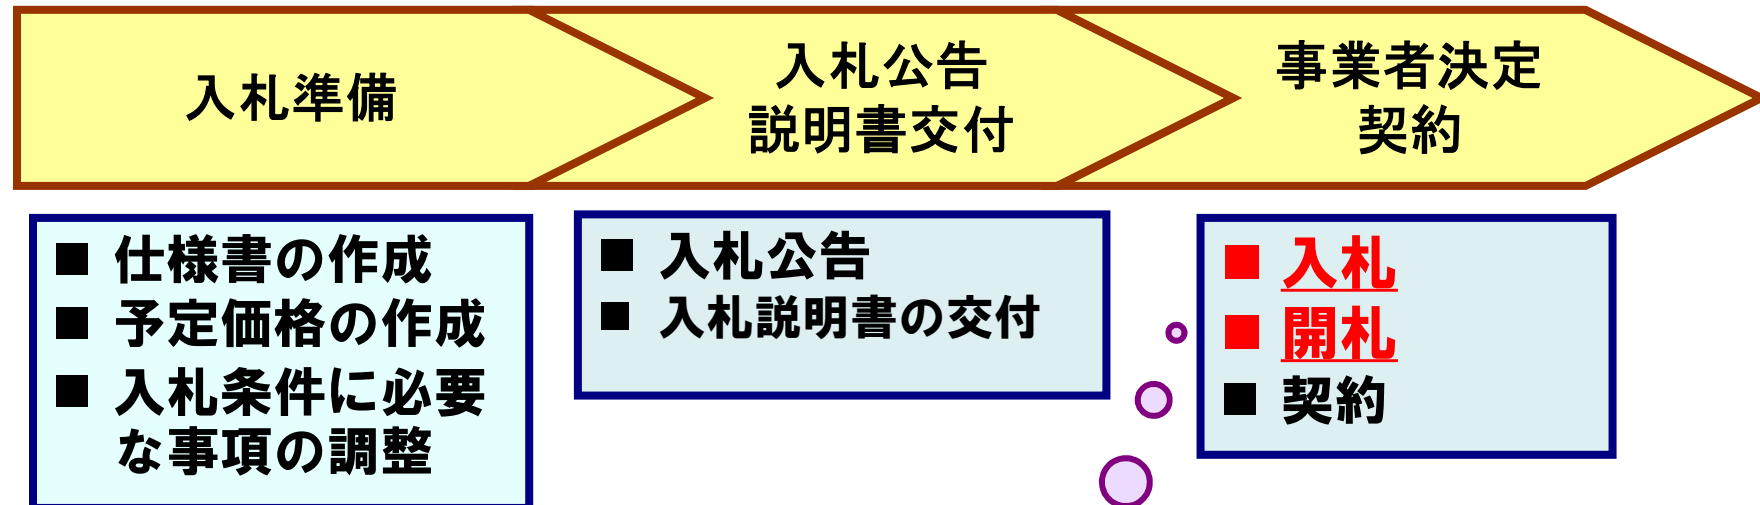 入札準備
入札公告
説明書交付
事業者決定
契約
■ 仕様書の作成
■ 予定価格の作成
■ 入札条件に必要
な事項の調整
■ 入札公告
■ 入札説明書の交付
■ 入札
■ 開札
■ 契約